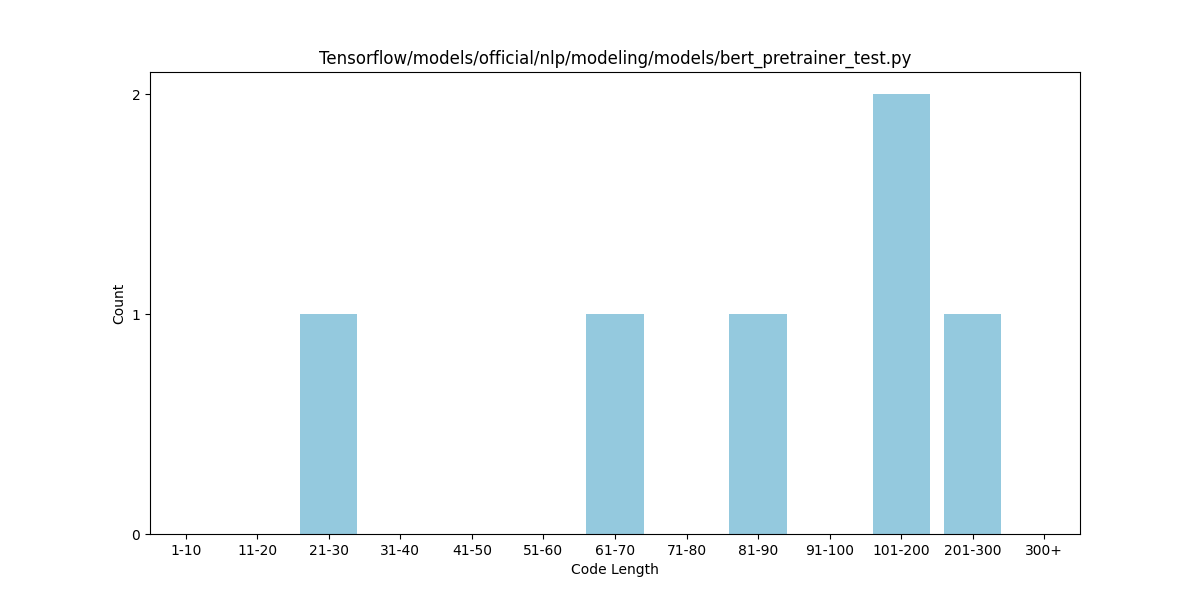 Tensorflow/models/official/nlp/modeling/models/bert_pretrainer_test.py
Count
2
1
0
1-10 11-20 21-30 31-40 41-50 51-60 61-70 71-80 81-90 91-100 101-200 201-300 300+
Code Length